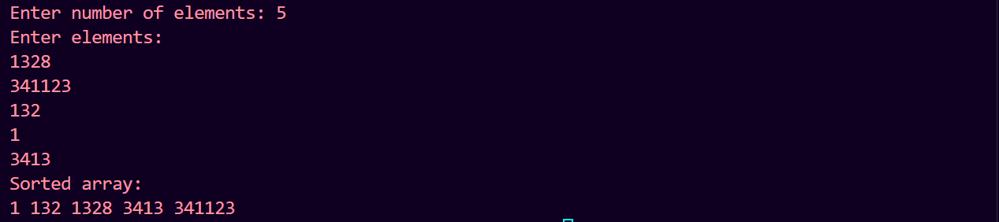 Enter number of elements: 5
Enter elements:
1328
341123
132
1
3413
Sorted array:
1 132 1328 3413 341123